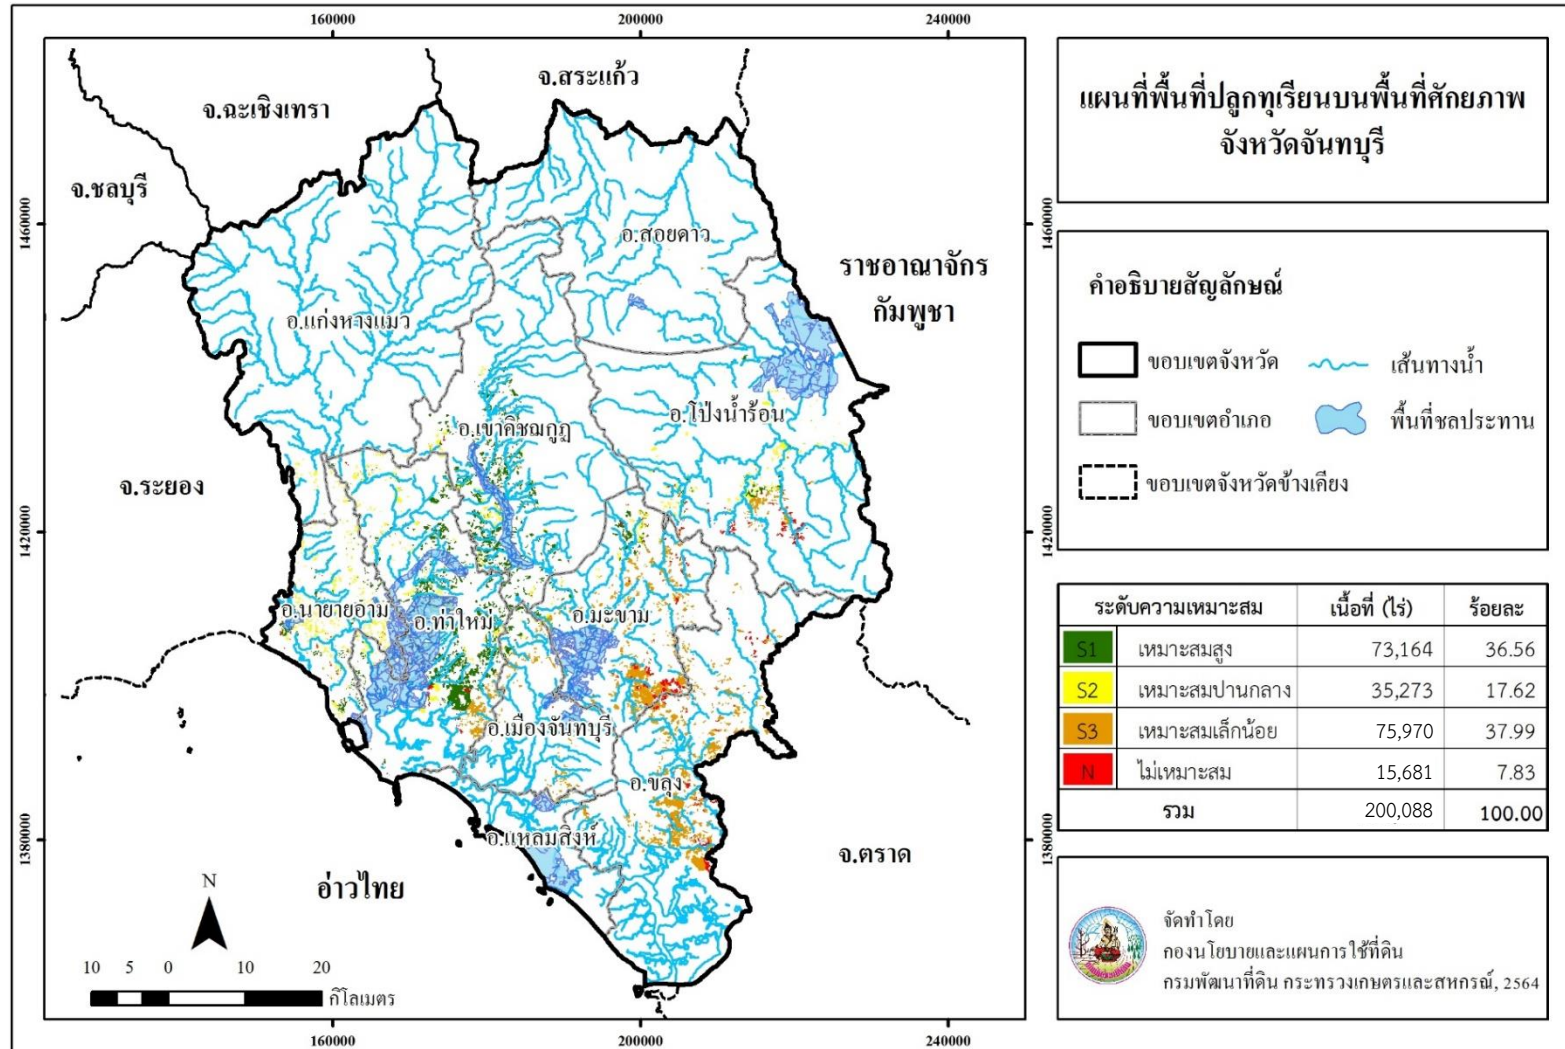 160000
200000
240000
จ.สระแก้ว
จ.ฉะเชิงเทรา
จ.ชลบุรี
1460000
1460000
อ.สอยดาว
ราชอาณาจักร
กัมพูชา
อ.แก่งหางแมว
อ.โป่งน้ำร้อน
อ.เขาคิชฌกูฏ
จ.ระยอง
1420000
1420000
อ.นายายอาม
อ.ท่าใหม่
อ.มะขาม
อ.เมืองจันทบุรี
อ.ขลุง
อ.แหลมสิงห์
1380000
1380000
จ.ตราด
อ่าวไทย
N
10 5 0 10 20
กิโลเมตร
160000
200000
240000
แผนที่พื้นที่ปลูกทุเรียนบนพื้นที่ศักยภาพ
จังหวัดจันทบุรี
คำอธิบายสัญลักษณ์
ขอบเขตจังหวัด เส้นทางน้ำ
ขอบเขตอำเภอ พื้นที่ชลประทาน
ขอบเขตจังหวัดข้างเคียง
ระดับความเหมาะสม เนื้อที่ (ไร่) ร้อยละ
S1 เหมาะสมสูง 73,164 36.56
S2 เหมาะสมปานกลาง 35,273 17.62
S3 เหมาะสมเล็กน้อย 75,970 37.99
N ไม่เหมาะสม 15,681 7.83
รวม 200,088 100.00
จัดทำโดย
กองนโยบายและแผนการใช้ที่ดิน
กรมพัฒนาที่ดิน กระทรวงเกษตรและสหกรณ์, 2564